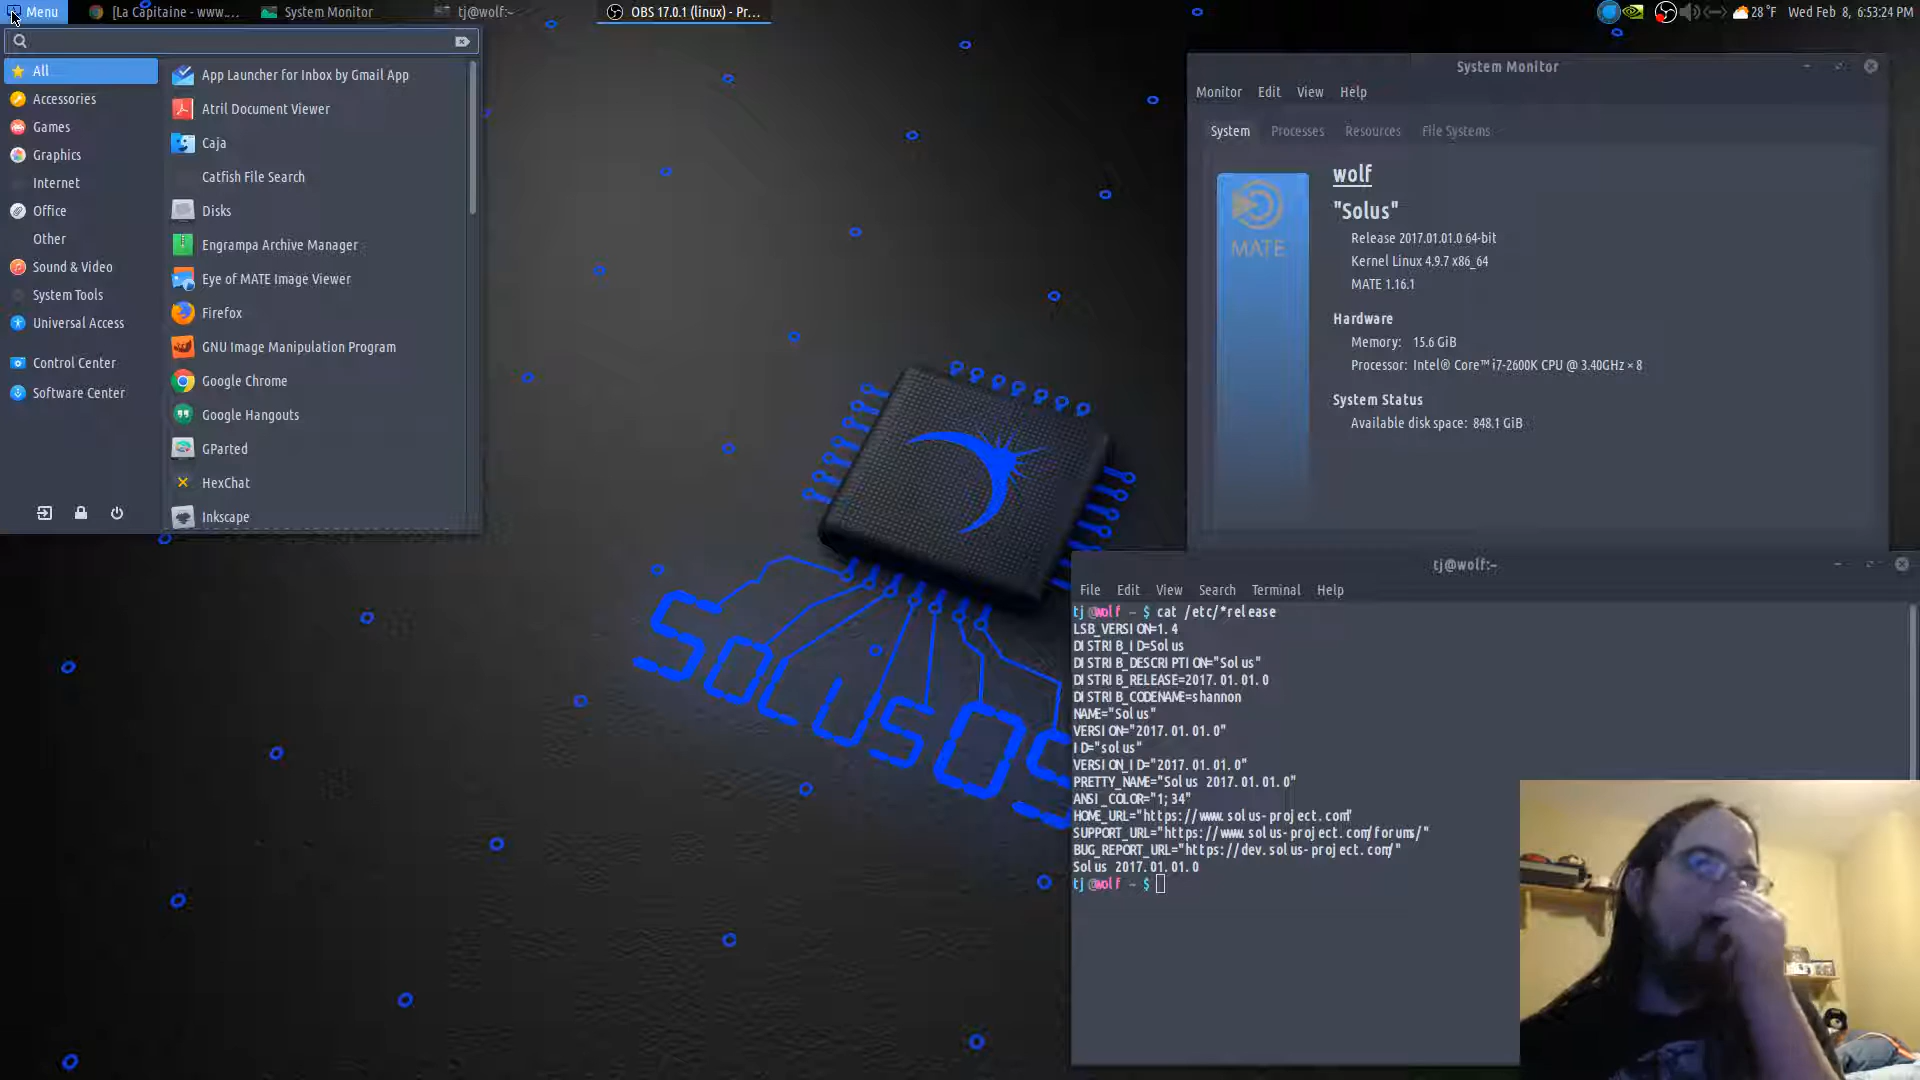 Menu
[La Capitaine - www....
System Monitor
tj@wolf:~
OBS 17.0.1 (linux) - Pr...
28 °F
Wed Feb 8, 6:53:24 PM
All
Accessories
Games
Graphics
Internet
Office
Other
Sound & Video
System Tools
Universal Access
Control Center
Software Center
App Launcher for Inbox by Gmail App
Atril Document Viewer
Caja
Catfish File Search
Disks
Engrampa Archive Manager
Eye of MATE Image Viewer
Firefox
GNU Image Manipulation Program
Google Chrome
Google Hangouts
GParted
HexChat
Inkscape
SOLUSOS
System Monitor
Monitor Edit View Help
System Processes Resources File Systems
MATE
wolf
"Solus"
Release 2017.01.01.0 64-bit
Kernel Linux 4.9.7 x86_64
MATE 1.16.1
Hardware
Memory: 15.6 GiB
Processor: Intel® Core™ i7-2600K CPU @ 3.40GHz × 8
System Status
Available disk space: 848.1 GiB
tj@wolf:~
File Edit View Search Terminal Help
tj@wolf ~ $ cat /etc/*release
LSB_VERSION=1.4
DISTRIB_ID=Solus
DISTRIB_DESCRIPTION="Solus"
DISTRIB_RELEASE=2017.01.01.0
DISTRIB_CODENAME=shannon
NAME="Solus"
VERSION="2017.01.01.0"
ID="solus"
VERSION_ID="2017.01.01.0"
PRETTY_NAME="Solus 2017.01.01.0"
ANSI_COLOR="1;34"
HOME_URL="https://www.solus-project.com"
SUPPORT_URL="https://www.solus-project.com/forums/"
BUG_REPORT_URL="https://dev.solus-project.com/"
Solus 2017.01.01.0
tj@wolf ~ $